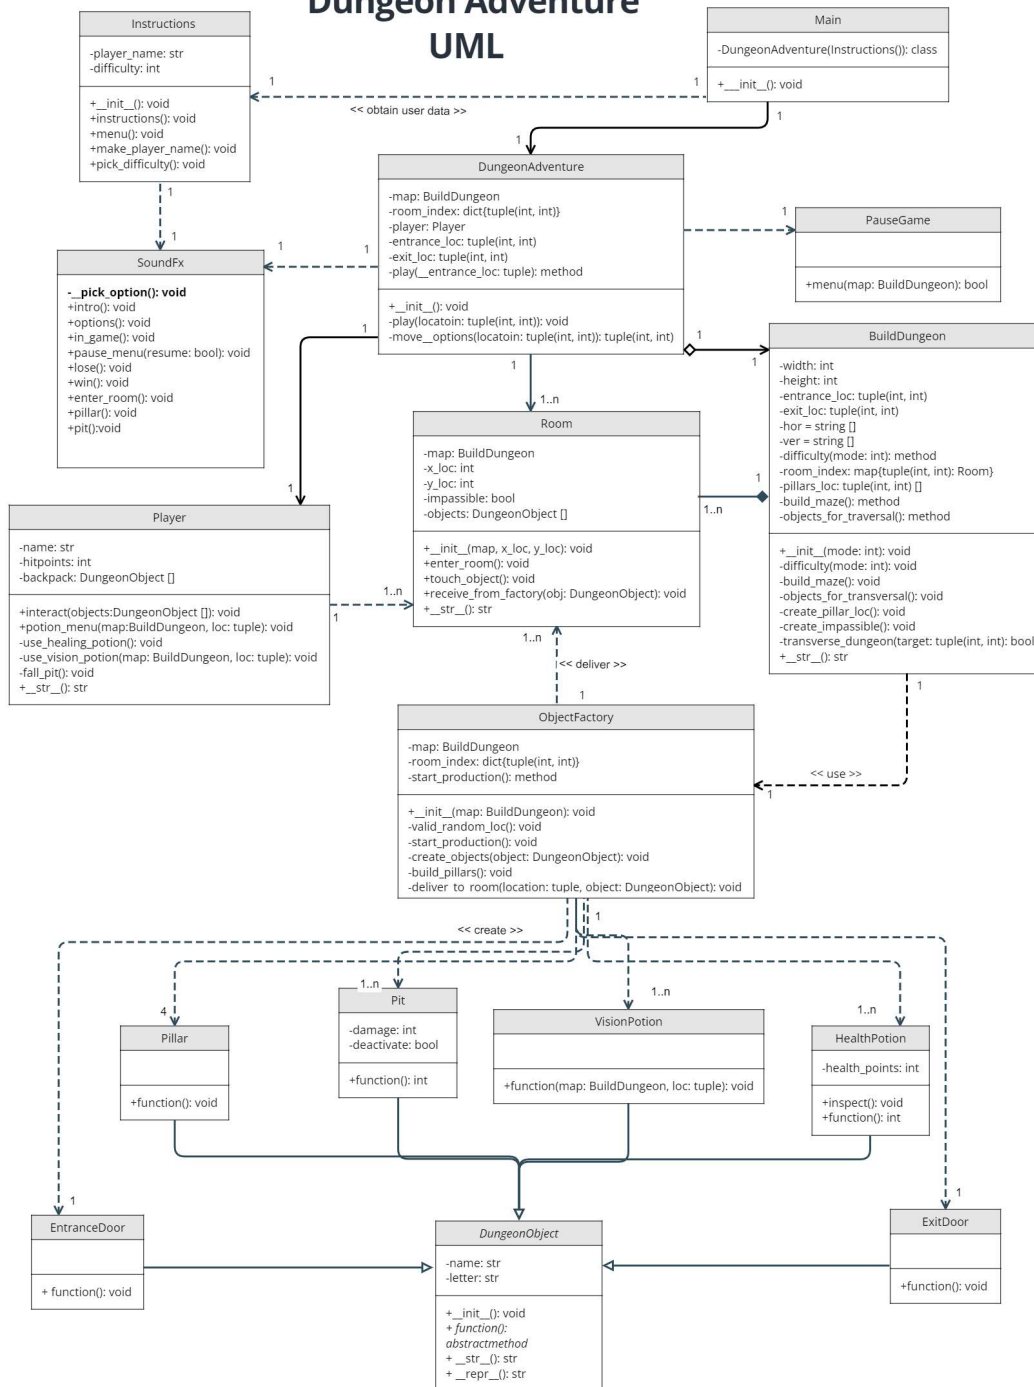 Dungeon Adventure
UML
Instructions
-player_name: str
-difficulty: int
+__init__(): void
+instructions(): void
+menu(): void
+make_player_name(): void
+pick_difficulty(): void
Main
-DungeonAdventure(Instructions()): class
+___init__(): void
1
1
<< obtain user data >>
1
1
1
1
DungeonAdventure
-map: BuildDungeon
-room_index: dict{tuple(int, int)}
-player: Player
-entrance_loc: tuple(int, int)
-exit_loc: tuple(int, int)
-play(__entrance_loc: tuple): method
+__init__(): void
-play(locatoin: tuple(int, int)): void
-move__options(locatoin: tuple(int, int)): tuple(int, int)
1
1
PauseGame
+menu(map: BuildDungeon): bool
1
1
SoundFx
-__pick_option(): void
+intro(): void
+options(): void
+in_game(): void
+pause_menu(resume: bool): void
+lose(): void
+win(): void
+enter_room(): void
+pillar(): void
+pit():void
1
1
1
1
1
1..n
BuildDungeon
-width: int
-height: int
-entrance_loc: tuple(int, int)
-exit_loc: tuple(int, int)
-hor = string []
-ver = string []
-difficulty(mode: int): method
-room_index: map{tuple(int, int): Room}
-pillars_loc: tuple(int, int) []
-build_maze(): method
-objects_for_traversal(): method
+__init__(mode: int): void
-difficulty(mode: int): void
-build_maze(): void
-objects_for_transversal(): void
-create_pillar_loc(): void
-create_impassible(): void
-transverse_dungeon(target: tuple(int, int): bool
+__str__(): str
Room
-map: BuildDungeon
-x_loc: int
-y_loc: int
-impassible: bool
-objects: DungeonObject []
+__init__(map, x_loc, y_loc): void
+enter_room(): void
+touch_object(): void
+receive_from_factory(obj: DungeonObject): void
+__str__(): str
1
1..n
Player
-name: str
-hitpoints: int
-backpack: DungeonObject []
+interact(objects:DungeonObject []): void
+potion_menu(map:BuildDungeon, loc: tuple): void
-use_healing_potion(): void
-use_vision_potion(map: BuildDungeon, loc: tuple): void
-fall_pit(): void
+__str__(): str
1..n
1
1..n
<< deliver >>
1
1
<< use >>
1
ObjectFactory
-map: BuildDungeon
-room_index: dict{tuple(int, int)}
-start_production(): method
+__init__(map: BuildDungeon): void
-valid_random_loc(): void
-start_production(): void
-create_objects(object: DungeonObject): void
-build_pillars(): void
-deliver_to_room(location: tuple, object: DungeonObject): void
1
<< create >>
4
1..n
1..n
1..n
Pillar
+function(): void
Pit
-damage: int
-deactivate: bool
+function(): int
VisionPotion
+function(map: BuildDungeon, loc: tuple): void
HealthPotion
-health_points: int
+inspect(): void
+function(): int
1
1
EntranceDoor
+ function(): void
DungeonObject
-name: str
-letter: str
+__init__(): void
+ function():
abstractmethod
+ __str__(): str
+ __repr__(): str
ExitDoor
+function(): void